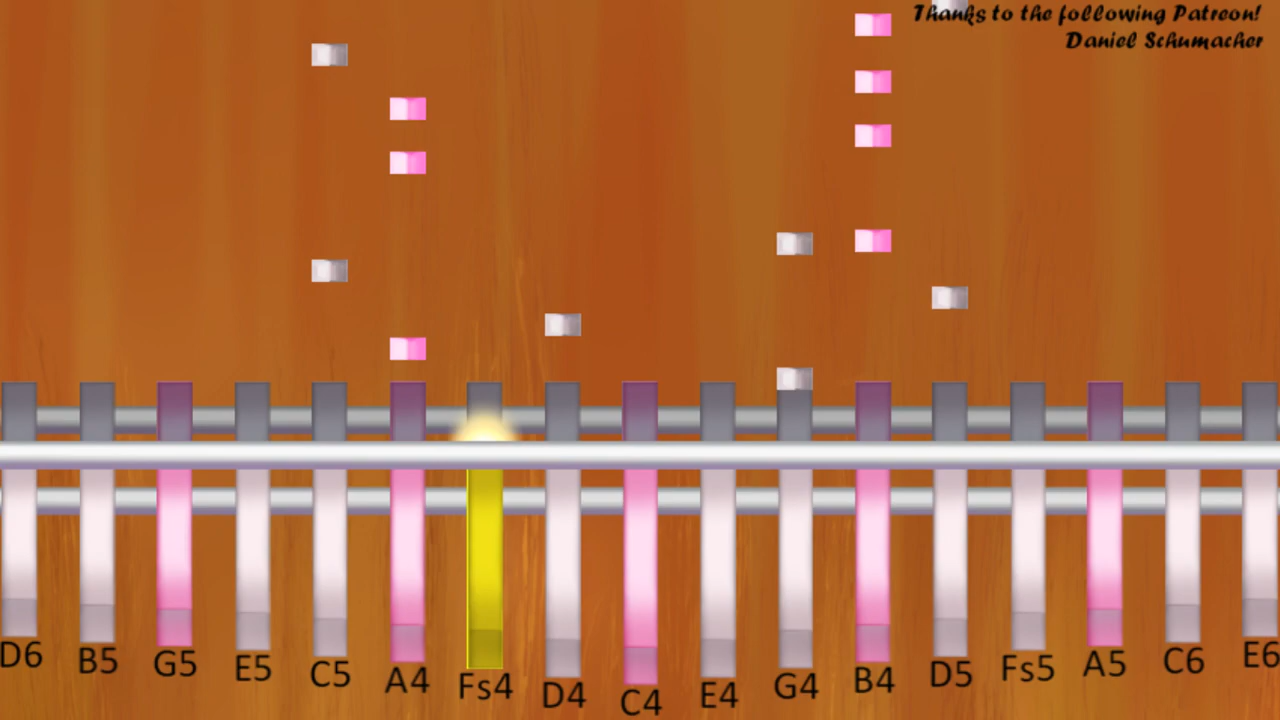 Thanks to the following Patreon!
Daniel Schumacher
D6 B5 G5 E5 C5 A4 Fs4 D4 C4 E4 G4 B4 D5 Fs5 A5 C6 E6